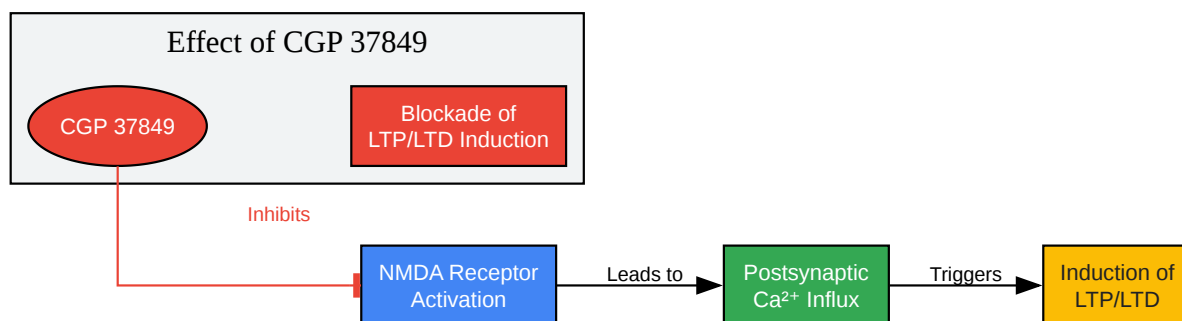 Effect of CGP 37849
CGP 37849
Blockade of
LTP/LTD Induction
Inhibits
NMDA Receptor
Activation
Leads to
Postsynaptic
Ca²⁺ Influx
Triggers
Induction of
LTP/LTD